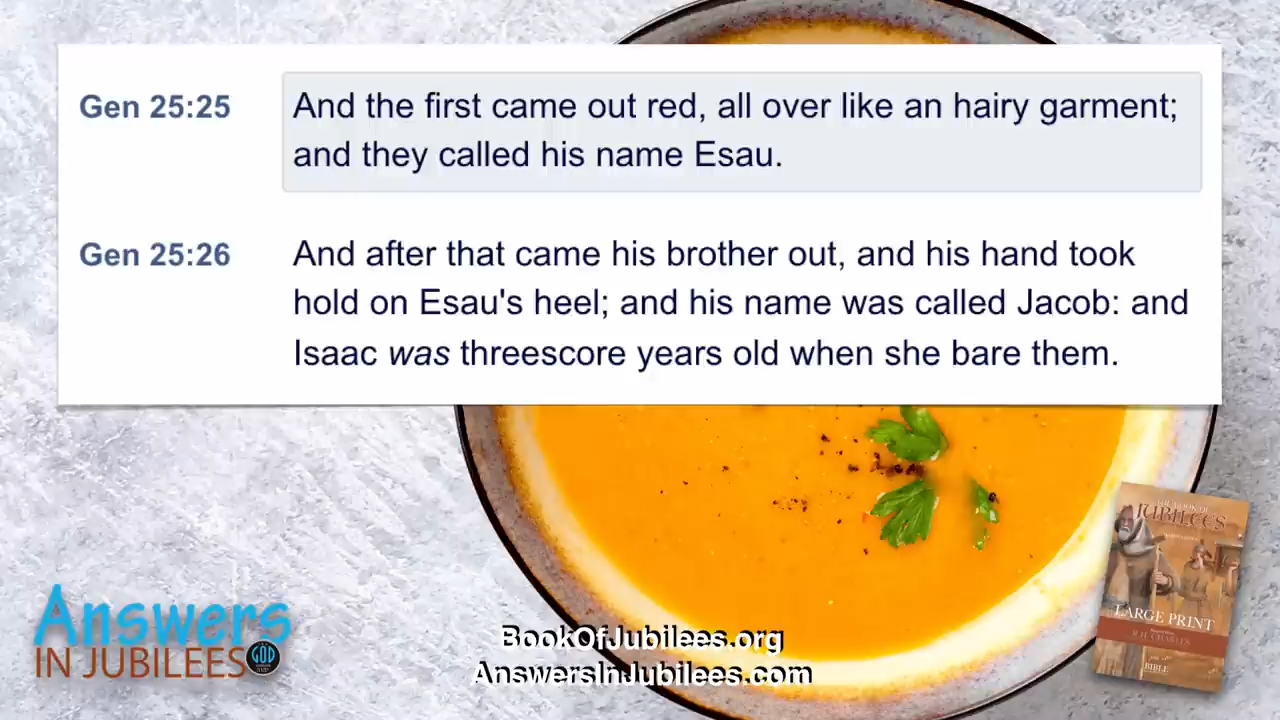 Gen 25:25
And the first came out red, all over like an hairy garment;
and they called his name Esau.
Gen 25:26
And after that came his brother out, and his hand took
hold on Esau's heel; and his name was called Jacob: and
Isaac was threescore years old when she bare them.
Answers
IN JUBILEES
GOD
BookOfJubilees.org
AnswersInJubilees.com
THE BOOK OF
JUBILEES
LARGE PRINT
R.H. CHARLES
BIBLE